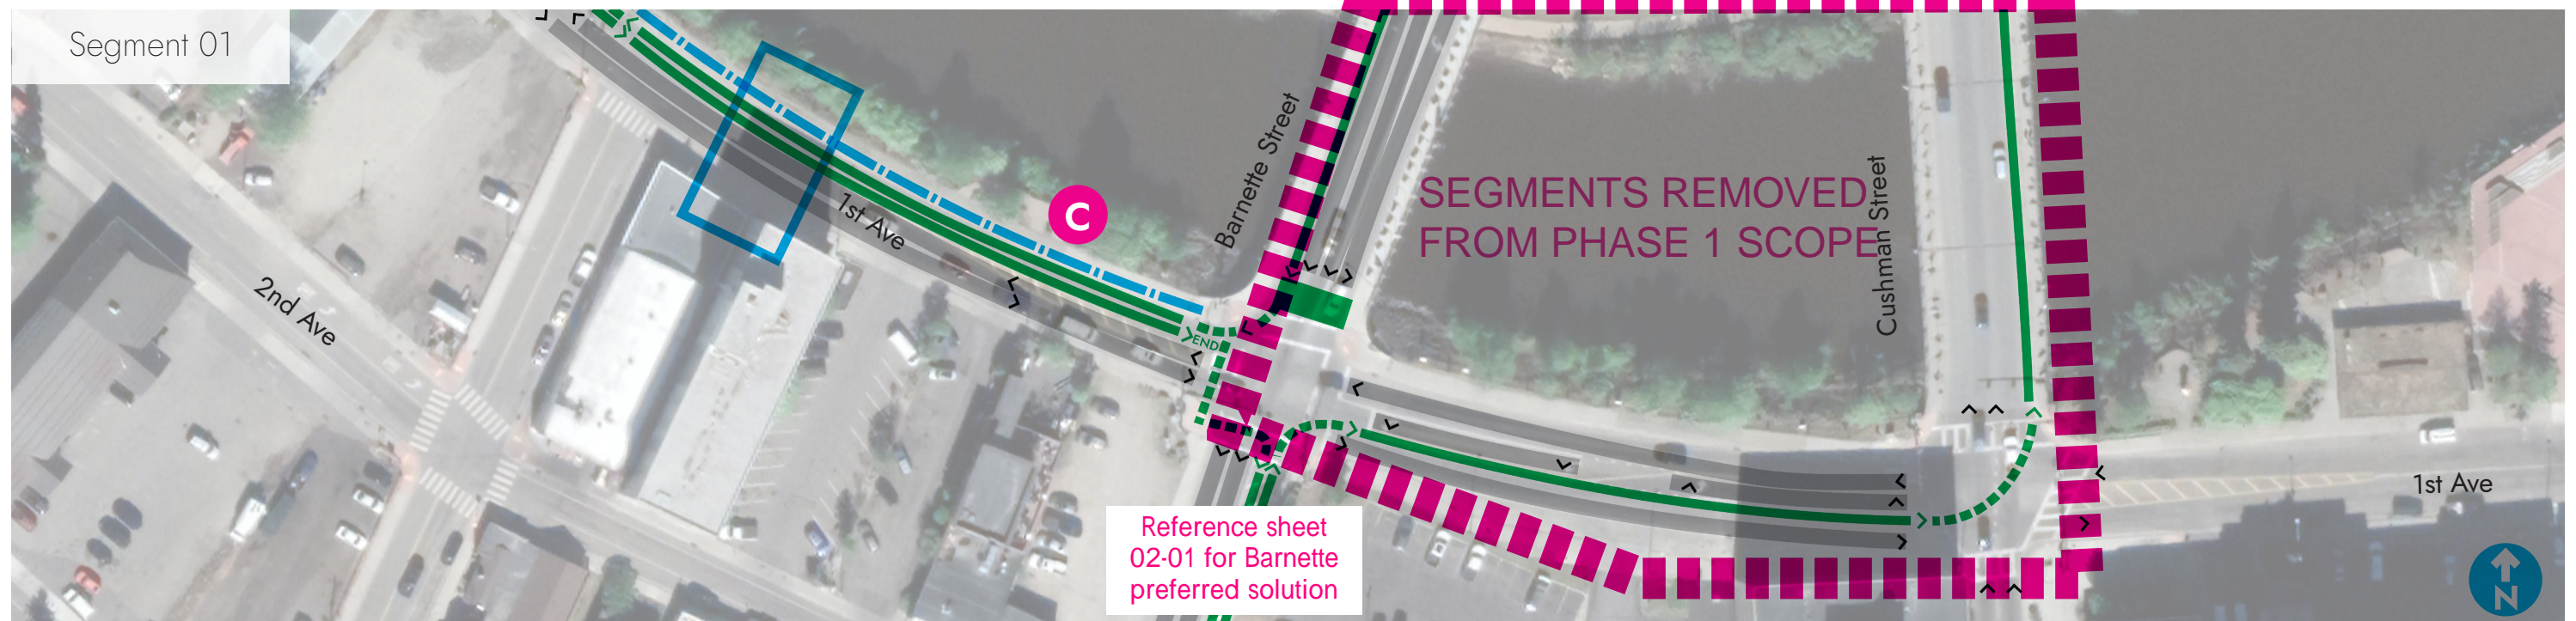 Segment 01
Barnette Street
C
1st Ave
2nd Ave
SEGMENTS REMOVED
FROM PHASE 1 SCOPE
Cushman Street
END
Reference sheet
02-01 for Barnette
preferred solution
1st Ave
N